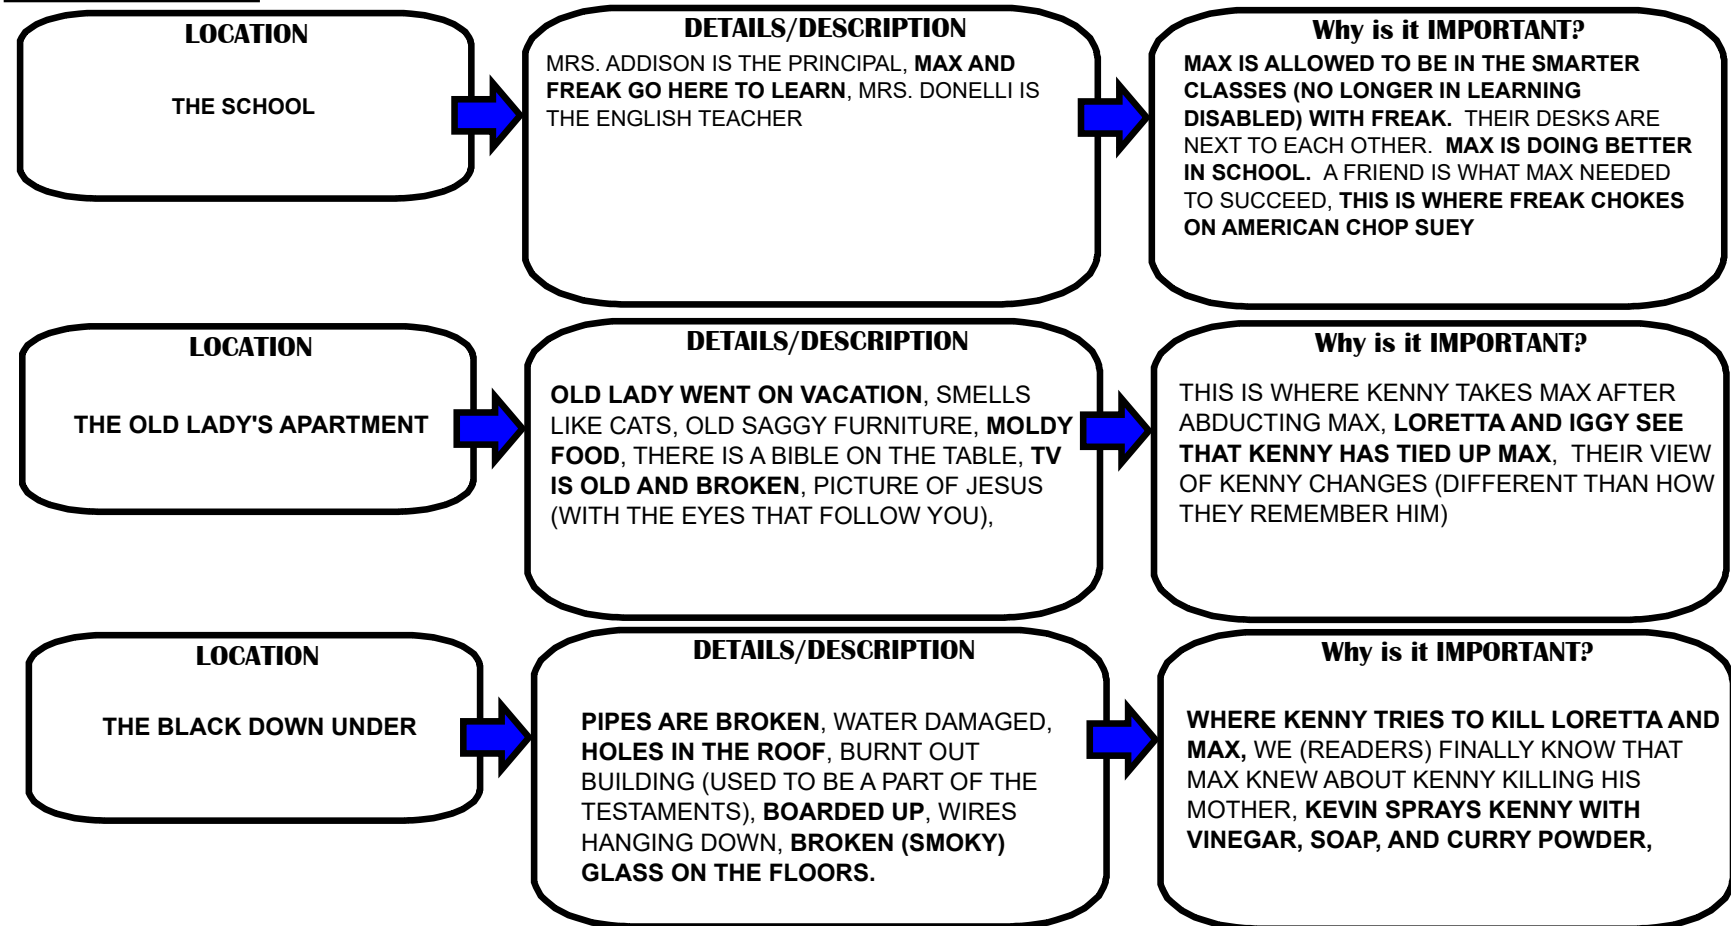 LOCATION
THE SCHOOL
DETAILS/DESCRIPTION
MRS. ADDISON IS THE PRINCIPAL, MAX AND
FREAK GO HERE TO LEARN, MRS. DONELLI IS
THE ENGLISH TEACHER
Why is it IMPORTANT?
MAX IS ALLOWED TO BE IN THE SMARTER
CLASSES (NO LONGER IN LEARNING
DISABLED) WITH FREAK. THEIR DESKS ARE
NEXT TO EACH OTHER. MAX IS DOING BETTER
IN SCHOOL. A FRIEND IS WHAT MAX NEEDED
TO SUCCEED, THIS IS WHERE FREAK CHOKES
ON AMERICAN CHOP SUEY
LOCATION
THE OLD LADY'S APARTMENT
DETAILS/DESCRIPTION
OLD LADY WENT ON VACATION, SMELLS
LIKE CATS, OLD SAGGY FURNITURE, MOLDY
FOOD, THERE IS A BIBLE ON THE TABLE, TV
IS OLD AND BROKEN, PICTURE OF JESUS
(WITH THE EYES THAT FOLLOW YOU),
Why is it IMPORTANT?
THIS IS WHERE KENNY TAKES MAX AFTER
ABDUCTING MAX, LORETTA AND IGGY SEE
THAT KENNY HAS TIED UP MAX, THEIR VIEW
OF KENNY CHANGES (DIFFERENT THAN HOW
THEY REMEMBER HIM)
LOCATION
THE BLACK DOWN UNDER
DETAILS/DESCRIPTION
PIPES ARE BROKEN, WATER DAMAGED,
HOLES IN THE ROOF, BURNT OUT
BUILDING (USED TO BE A PART OF THE
TESTAMENTS), BOARDED UP, WIRES
HANGING DOWN, BROKEN (SMOKY)
GLASS ON THE FLOORS.
Why is it IMPORTANT?
WHERE KENNY TRIES TO KILL LORETTA AND
MAX, WE (READERS) FINALLY KNOW THAT
MAX KNEW ABOUT KENNY KILLING HIS
MOTHER, KEVIN SPRAYS KENNY WITH
VINEGAR, SOAP, AND CURRY POWDER,